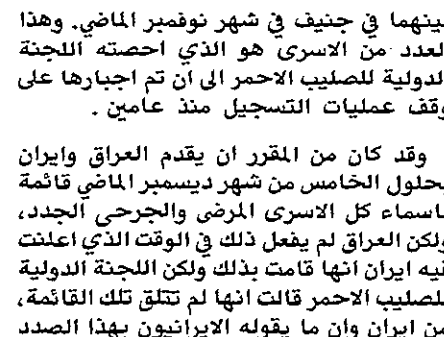 بينهما في جنيف في شهر نوفمبر الماضي. وهذا
العدد من الاسرى هو الذي احصته اللجنة
الدولية للصليب الاحمر الى ان تم اجبارها على
وقف عمليات التسجيل منذ عامين .
وقد كان من المقرر ان يقدم العراق وايران
بحلول الخامس من شهر ديسمبر الماضي قائمة
باسماء كل الاسرى المرضى والجرحى الجدد،
ولكن العراق لم يفعل ذلك في الوقت الذي اعلنت
فيه ايران انها قامت بذلك ولكن اللجنة الدولية
للصليب الاحمر قالت انها لم تتلق تلك القائمة،
من ايران وان ما يقوله الايرانيون بهذا الصدد